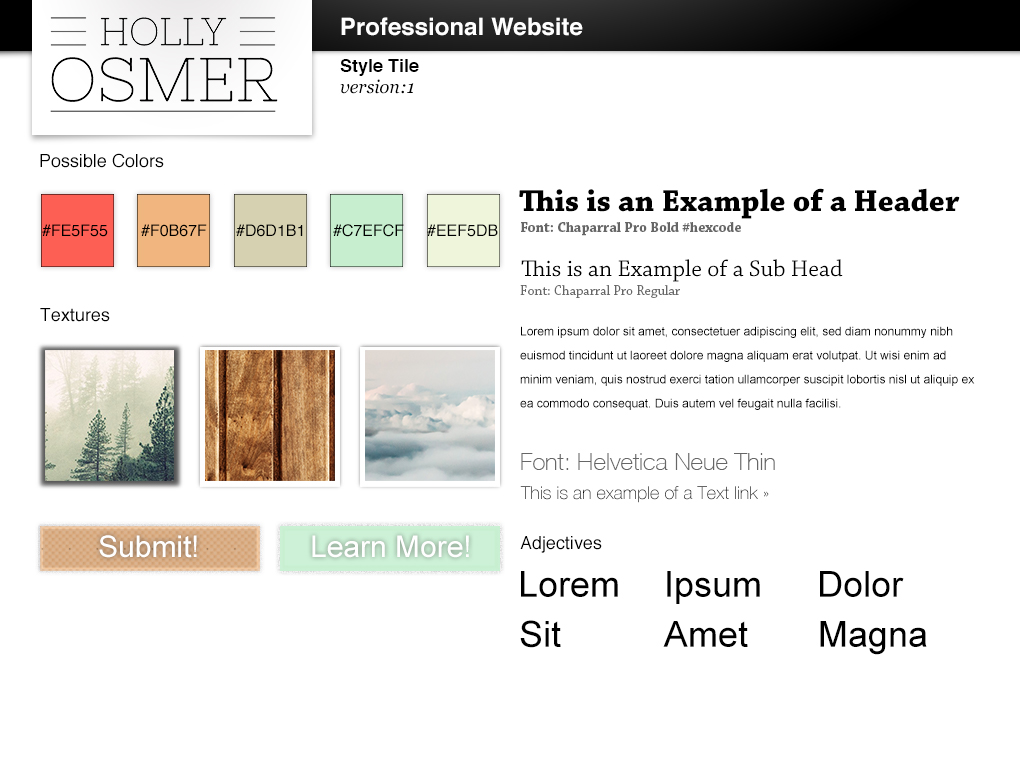 HOLLY
OSMER
Professional Website
Style Tile
version:1
Possible Colors
#FE5F55
#F0B67F
#D6D1B1
#C7EFCF
#EEF5DB
Textures
Submit!
Learn More!
This is an Example of a Header
Font: Chaparral Pro Bold #hexcode
This is an Example of a Sub Head
Font: Chaparral Pro Regular
Lorem ipsum dolor sit amet, consectetuer adipiscing elit, sed diam nonummy nibh
euismod tincidunt ut laoreet dolore magna aliquam erat volutpat. Ut wisi enim ad
minim veniam, quis nostrud exerci tation ullamcorper suscipit lobortis nisl ut aliquip ex
ea commodo consequat. Duis autem vel feugait nulla facilisi.
Font: Helvetica Neue Thin
This is an example of a Text link »
Adjectives
Lorem Ipsum Dolor
Sit Amet Magna